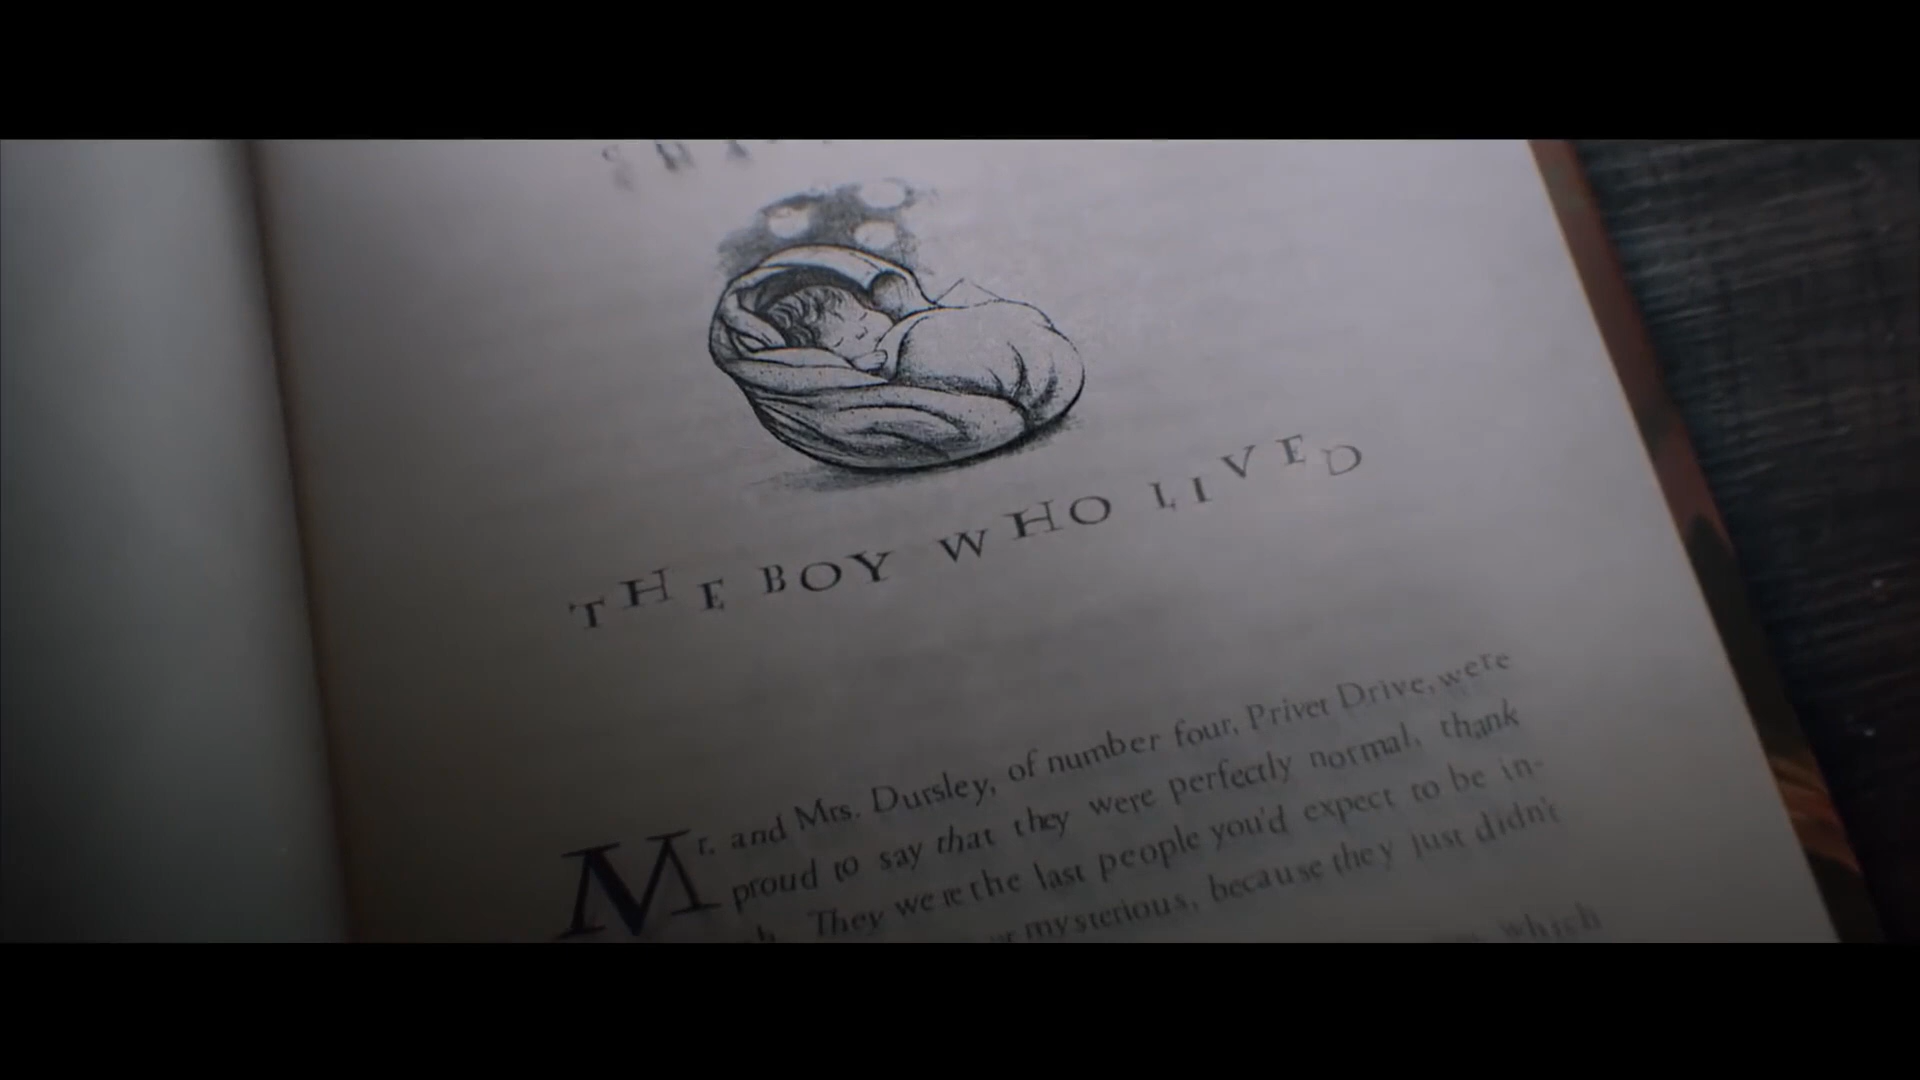 THE BOY WHO LIVED
Mr. and Mrs. Dursley, of number four, Privet Drive, were
proud to say that they were perfectly normal, thank
They were the last people you'd expect to be in-
mysterious, because they just didn't
which